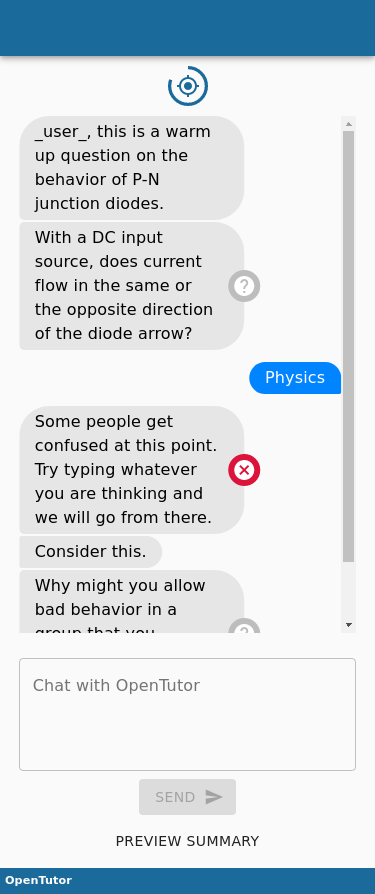 _user_, this is a warm
up question on the
behavior of P-N
junction diodes.
With a DC input
source, does current
flow in the same or
the opposite direction
of the diode arrow?
Physics
Some people get
confused at this point.
Try typing whatever
you are thinking and
we will go from there.
Consider this.
Why might you allow
bad behavior in a
group that you
Chat with OpenTutor
SEND
PREVIEW SUMMARY
OpenTutor